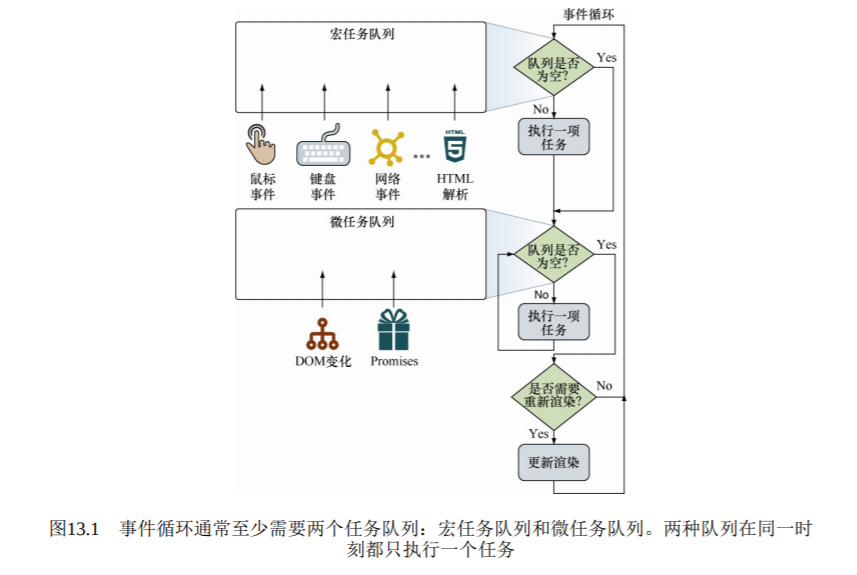 事件循环
宏任务队列
队列是否
为空?
Yes
No
执行一项
任务
HTML
5
...
鼠标
事件
键盘
事件
网络
事件
HTML
解析
微任务队列
队列是否
为空?
Yes
No
执行一项
任务
DOM变化
Promises
是否需要
重新渲染?
No
Yes
更新渲染
图13.1 事件循环通常至少需要两个任务队列：宏任务队列和微任务队列。两种队列在同一时
刻都只执行一个任务